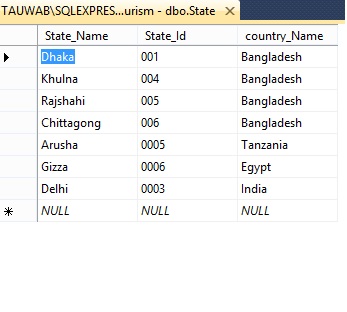 TAUWAB\SQLEXPRES...urism - dbo.State
State_Name State_Id country_Name
Dhaka 001 Bangladesh
Khulna 004 Bangladesh
Rajshahi 005 Bangladesh
Chittagong 006 Bangladesh
Arusha 0005 Tanzania
Gizza 0006 Egypt
Delhi 0003 India
NULL NULL NULL